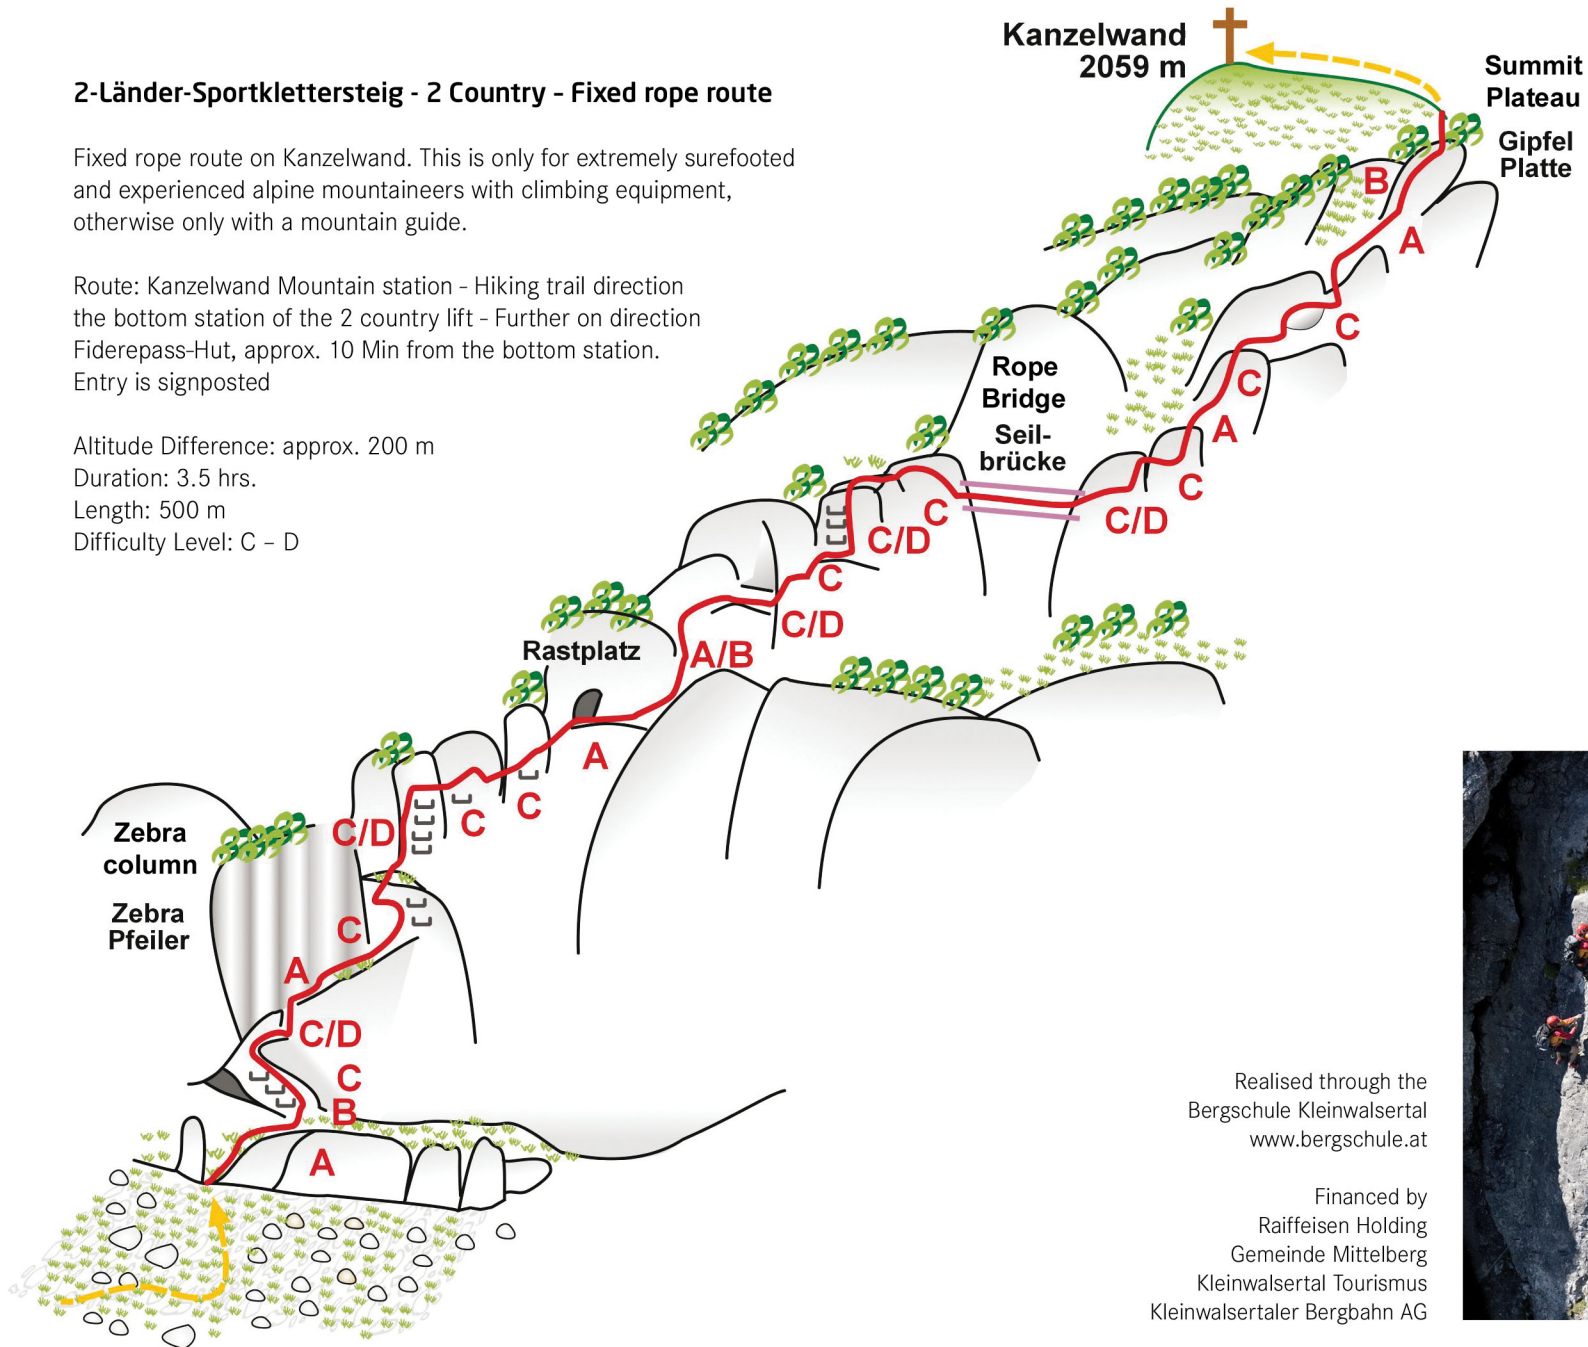 2-Länder-Sportklettersteig - 2 Country – Fixed rope route
Fixed rope route on Kanzelwand. This is only for extremely surefooted
and experienced alpine mountaineers with climbing equipment,
otherwise only with a mountain guide.
Route: Kanzelwand Mountain station – Hiking trail direction
the bottom station of the 2 country lift – Further on direction
Fiderepass-Hut, approx. 10 Min from the bottom station.
Entry is signposted
Altitude Difference: approx. 200 m
Duration: 3.5 hrs.
Length: 500 m
Difficulty Level: C – D
Kanzelwand
2059 m
Summit
Plateau
Gipfel
Platte
B
A
C
C
A
C
Rope
Bridge
Seil-
brücke
C/D
C
C/D
C
C/D
A/B
Rastplatz
A
C
C
C/D
Zebra
column
Zebra
Pfeiler
C
A
C/D
C
B
A
Realised through the
Bergschule Kleinwalsertal
www.bergschule.at
Financed by
Raiffeisen Holding
Gemeinde Mittelberg
Kleinwalsertal Tourismus
Kleinwalsertaler Bergbahn AG